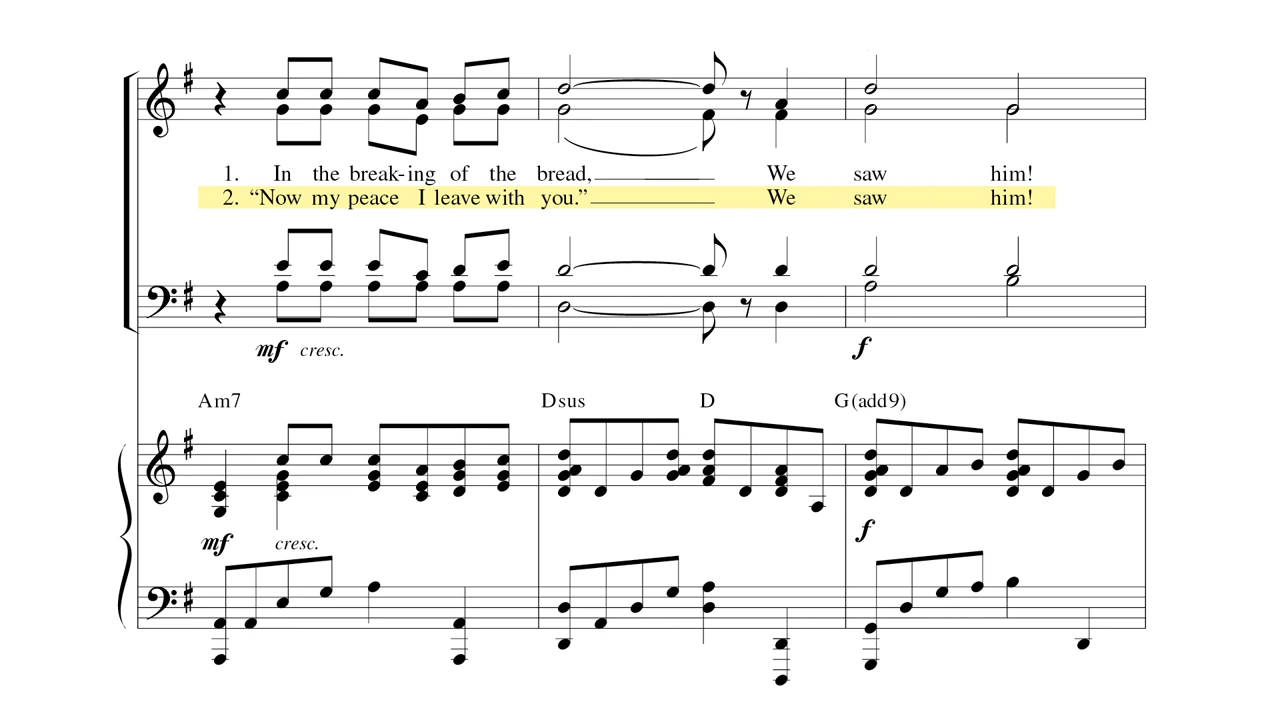 1. In the break-ing of the bread, We saw him!
2. “Now my peace I leave with you.” We saw him!
mf cresc. f
Am7 Dsus D G(add9)
mf cresc. f